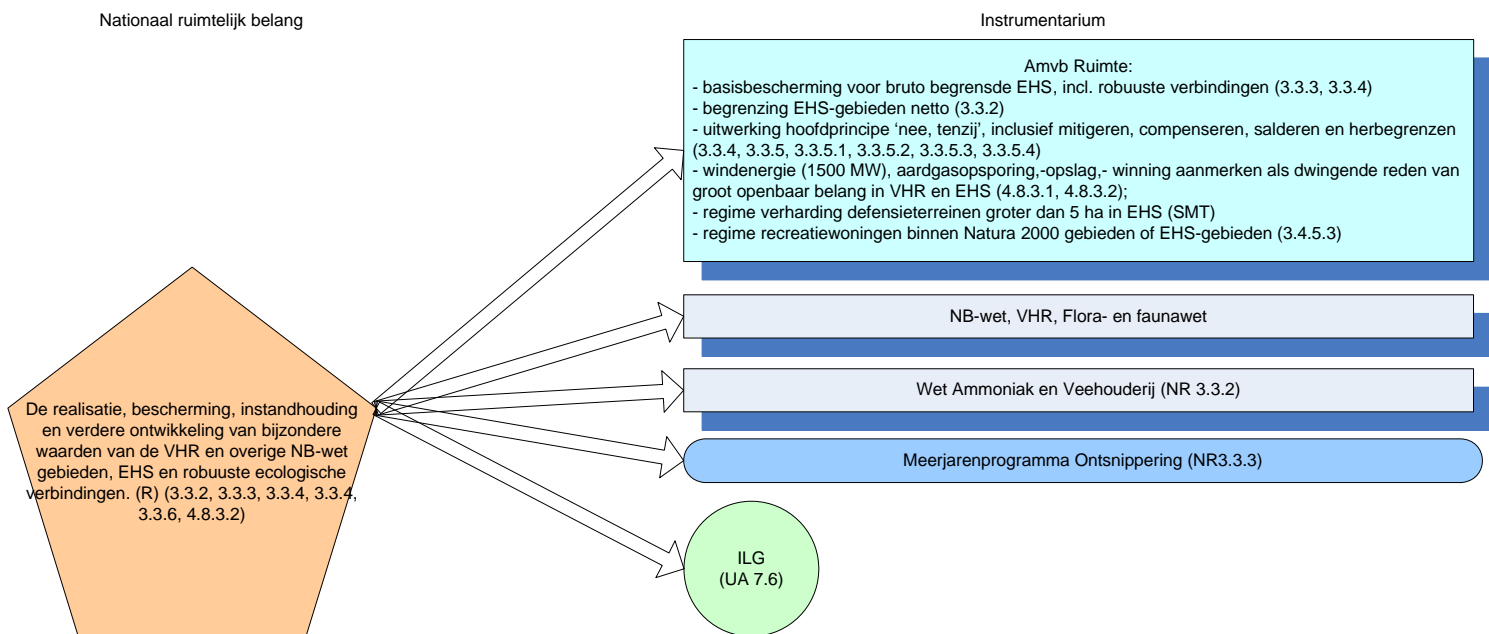 Nationaal ruimtelijk belang
Instrumentarium
Amvb Ruimte:
- basisbescherming voor bruto begrensde EHS, incl. robuuste verbindingen (3.3.3, 3.3.4)
- begrenzing EHS-gebieden netto (3.3.2)
- uitwerking hoofdprincipe ‘nee, tenzij’, inclusief mitigeren, compenseren, salderen en herbegrenzen
(3.3.4, 3.3.5, 3.3.5.1, 3.3.5.2, 3.3.5.3, 3.3.5.4)
- windenergie (1500 MW), aardgasopsporing,-opslag,- winning aanmerken als dwingende reden van
groot openbaar belang in VHR en EHS (4.8.3.1, 4.8.3.2);
- regime verharding defensieterreinen groter dan 5 ha in EHS (SMT)
- regime recreatiewoningen binnen Natura 2000 gebieden of EHS-gebieden (3.4.5.3)
NB-wet, VHR, Flora- en faunawet
Wet Ammoniak en Veehouderij (NR 3.3.2)
De realisatie, bescherming, instandhouding
en verdere ontwikkeling van bijzondere
waarden van de VHR en overige NB-wet
gebieden, EHS en robuuste ecologische
verbindingen. (R) (3.3.2, 3.3.3, 3.3.4, 3.3.4,
3.3.6, 4.8.3.2)
Meerjarenprogramma Ontsnippering (NR3.3.3)
ILG
(UA 7.6)